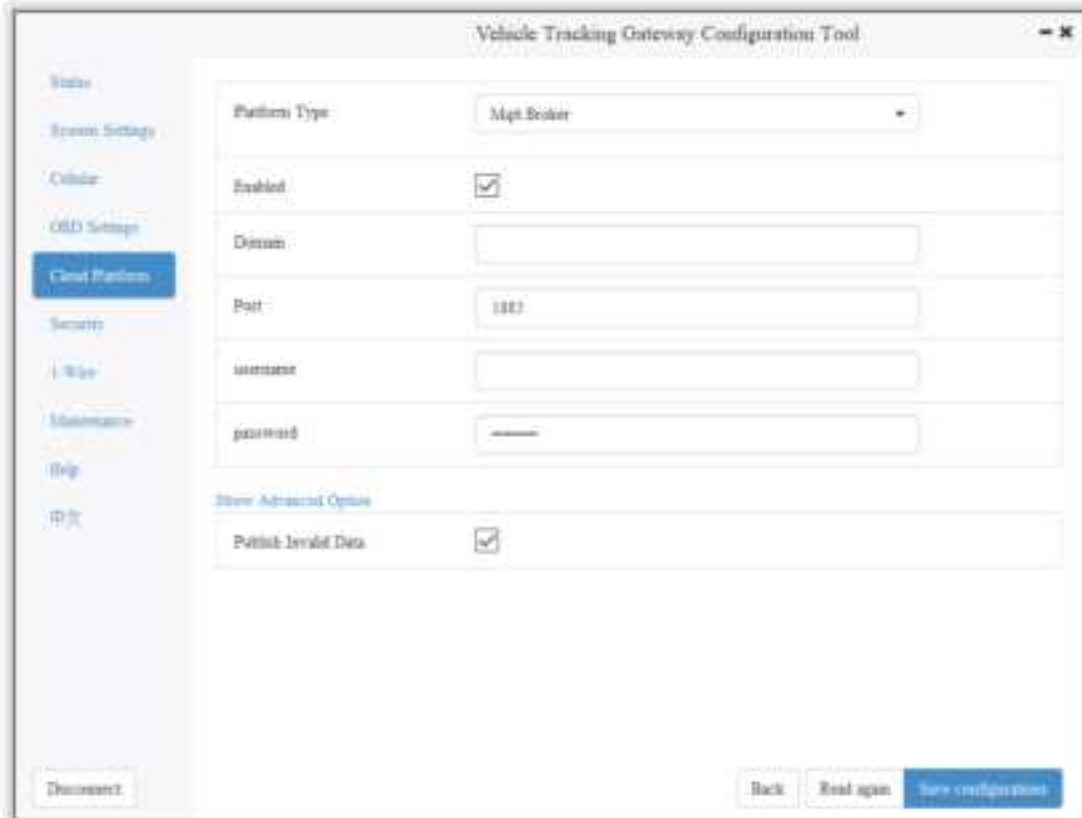 Vehicle Tracking Gateway Configuration Tool
Status
System Settings
Cellular
OBD Settings
Cloud Platform
Security
1-Wire
Maintenance
Help
中文
Platform Type
Mqtt Broker
Enabled
Domain
Port
1883
username
password
Show Advanced Option
Publish Invalid Data
Disconnect
Back
Read again
Save configurations